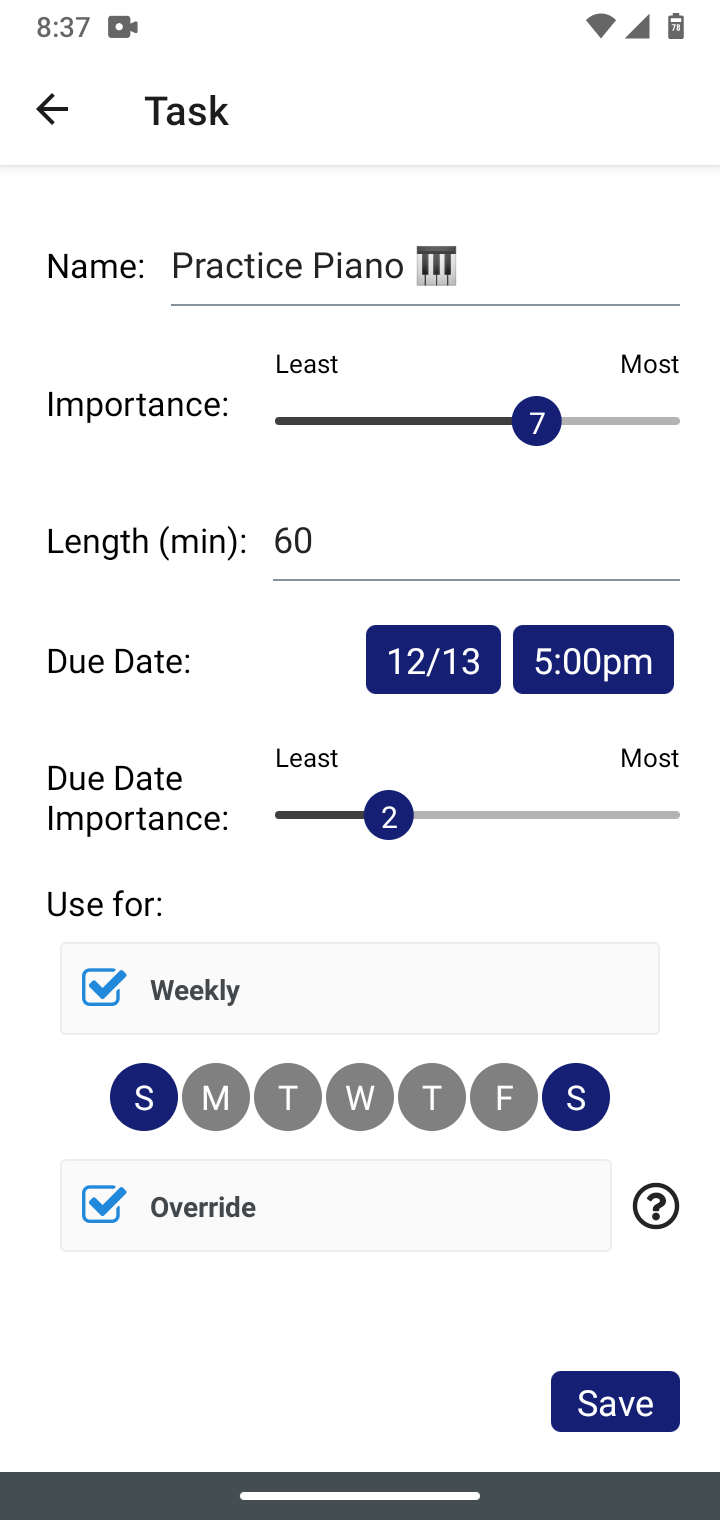 8:37
78
Task
Name: Practice Piano 🎹
Least Most
Importance:
7
Length (min): 60
Due Date: 12/13 5:00pm
Least Most
Due Date
Importance:
2
Use for:
Weekly
S M T W T F S
Override
?
Save